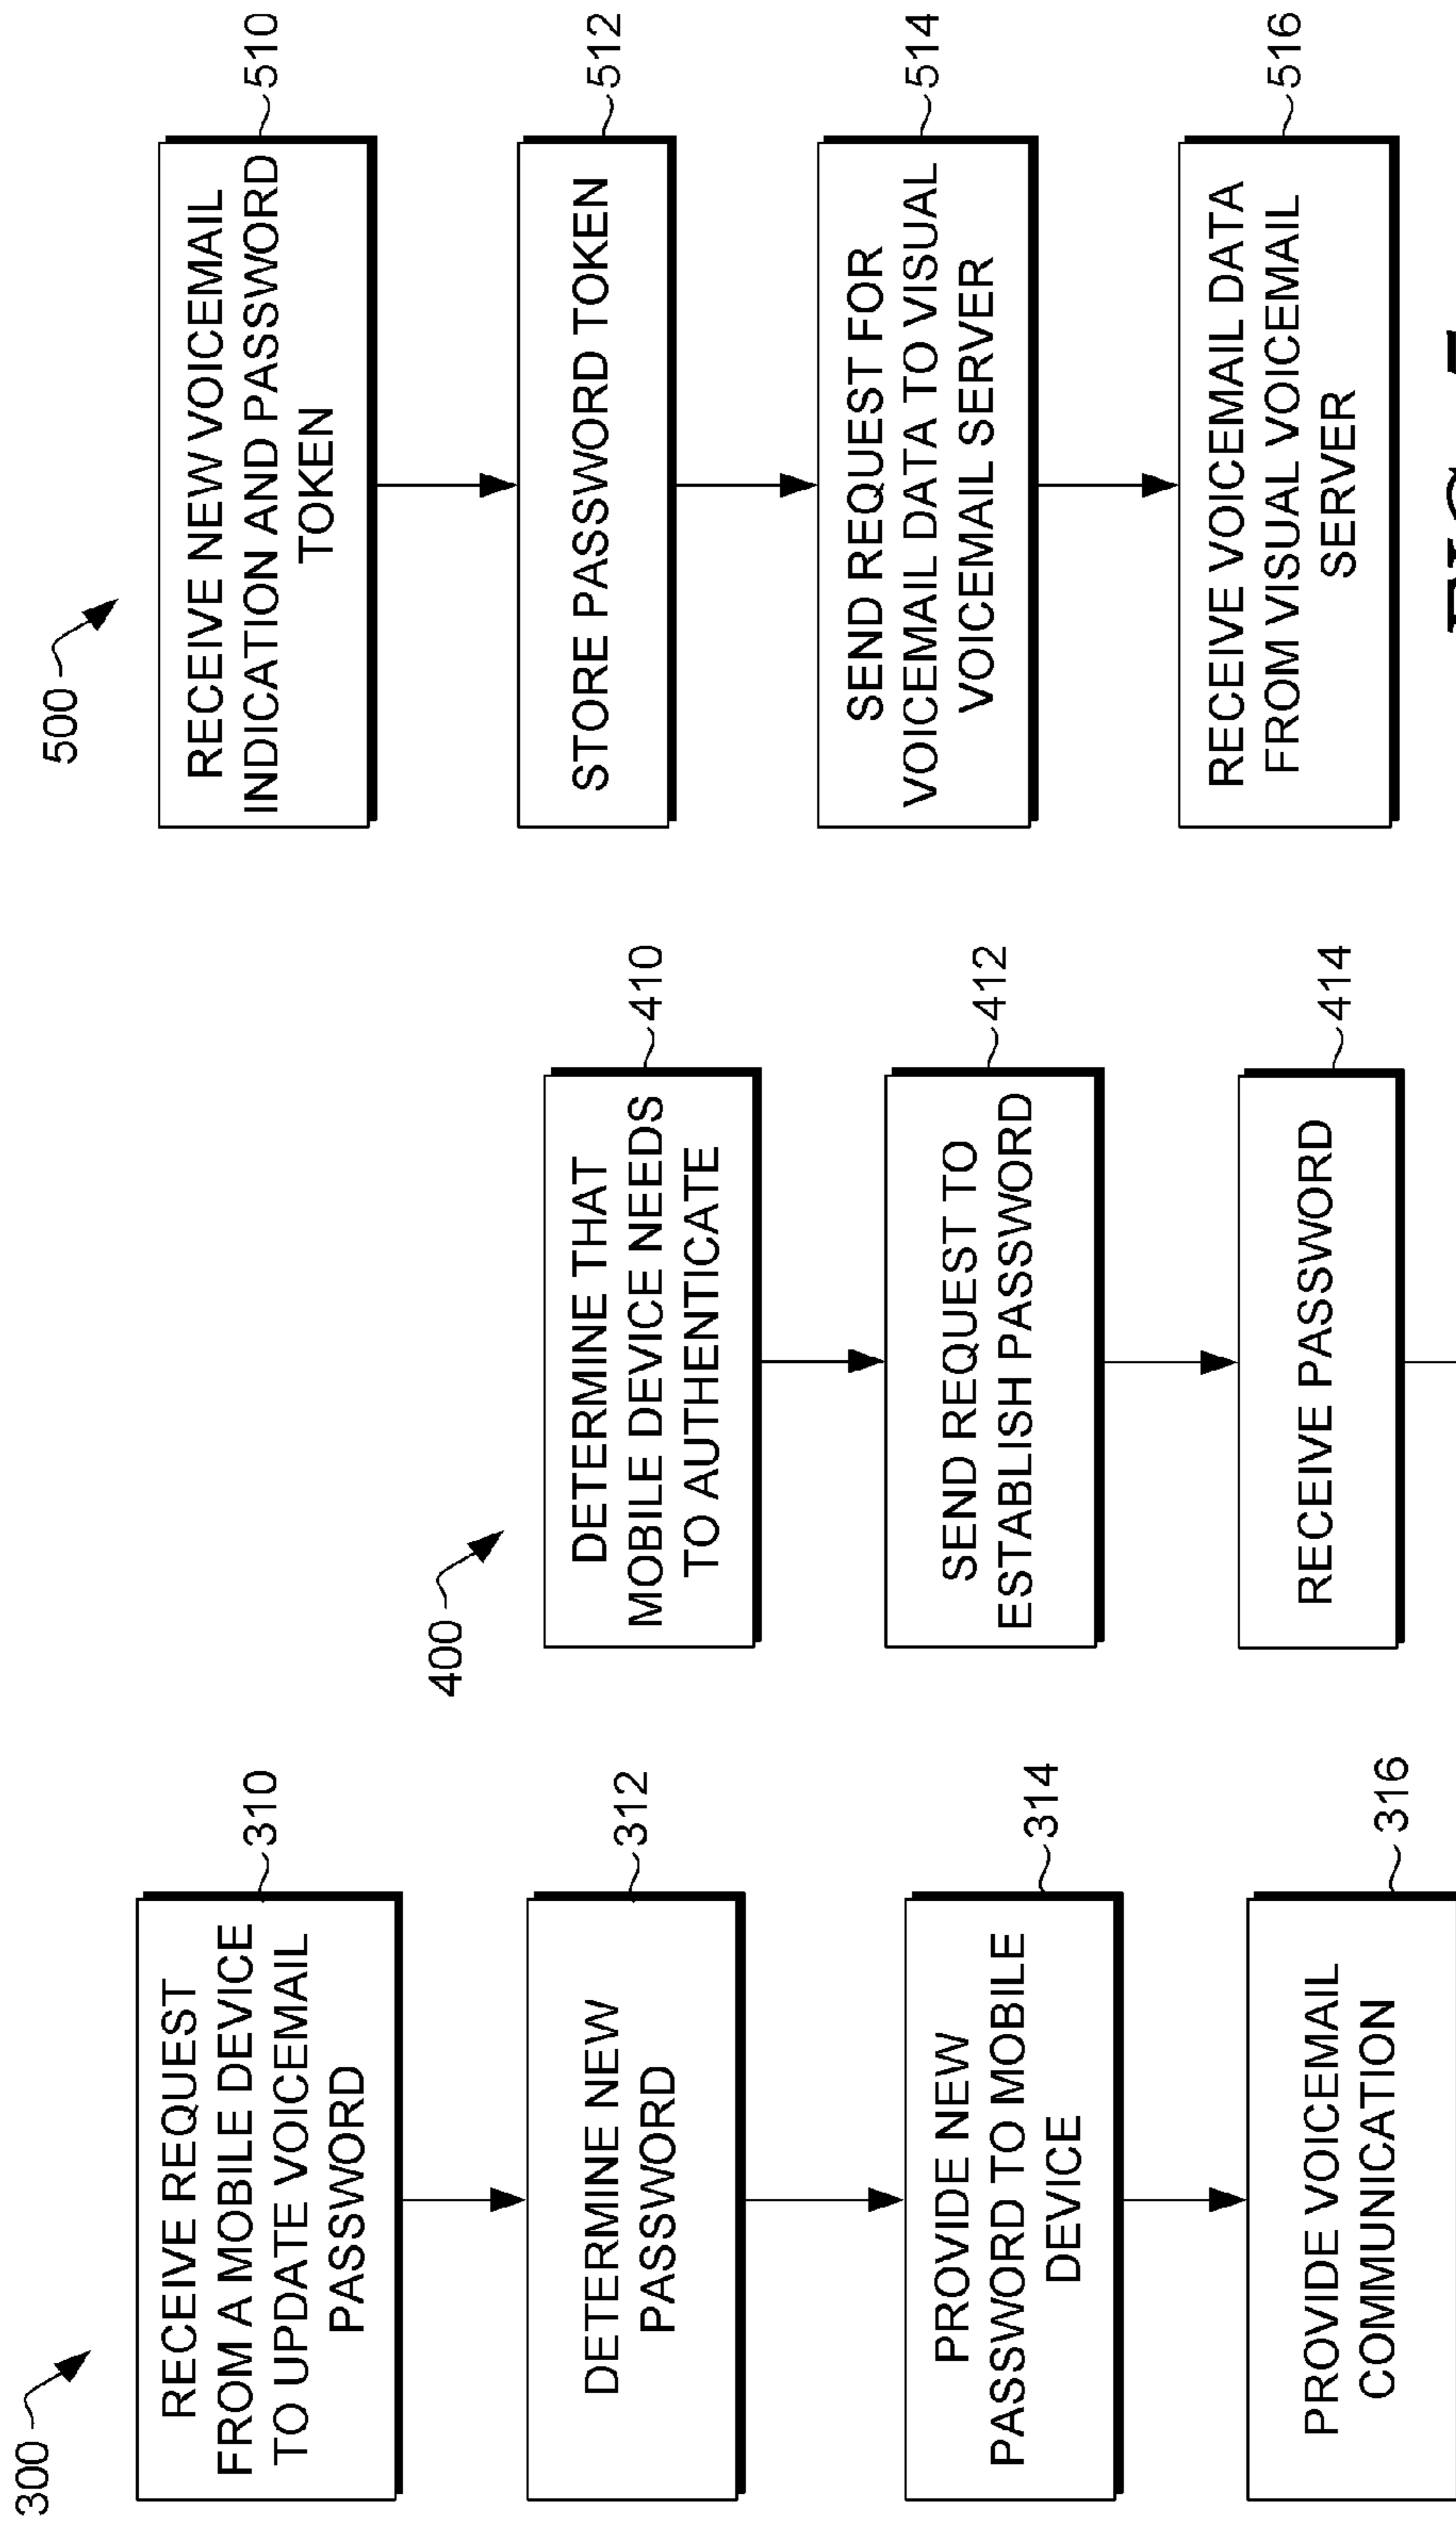 300
RECEIVE REQUEST
FROM A MOBILE DEVICE
TO UPDATE VOICEMAIL
PASSWORD
310
DETERMINE NEW
PASSWORD
312
PROVIDE NEW
PASSWORD TO MOBILE
DEVICE
314
PROVIDE VOICEMAIL
COMMUNICATION
316
400
DETERMINE THAT
MOBILE DEVICE NEEDS
TO AUTHENTICATE
410
SEND REQUEST TO
ESTABLISH PASSWORD
412
RECEIVE PASSWORD
414
500
RECEIVE NEW VOICEMAIL
INDICATION AND PASSWORD
TOKEN
510
STORE PASSWORD TOKEN
512
SEND REQUEST FOR
VOICEMAIL DATA TO VISUAL
VOICEMAIL SERVER
514
RECEIVE VOICEMAIL DATA
FROM VISUAL VOICEMAIL
SERVER
516